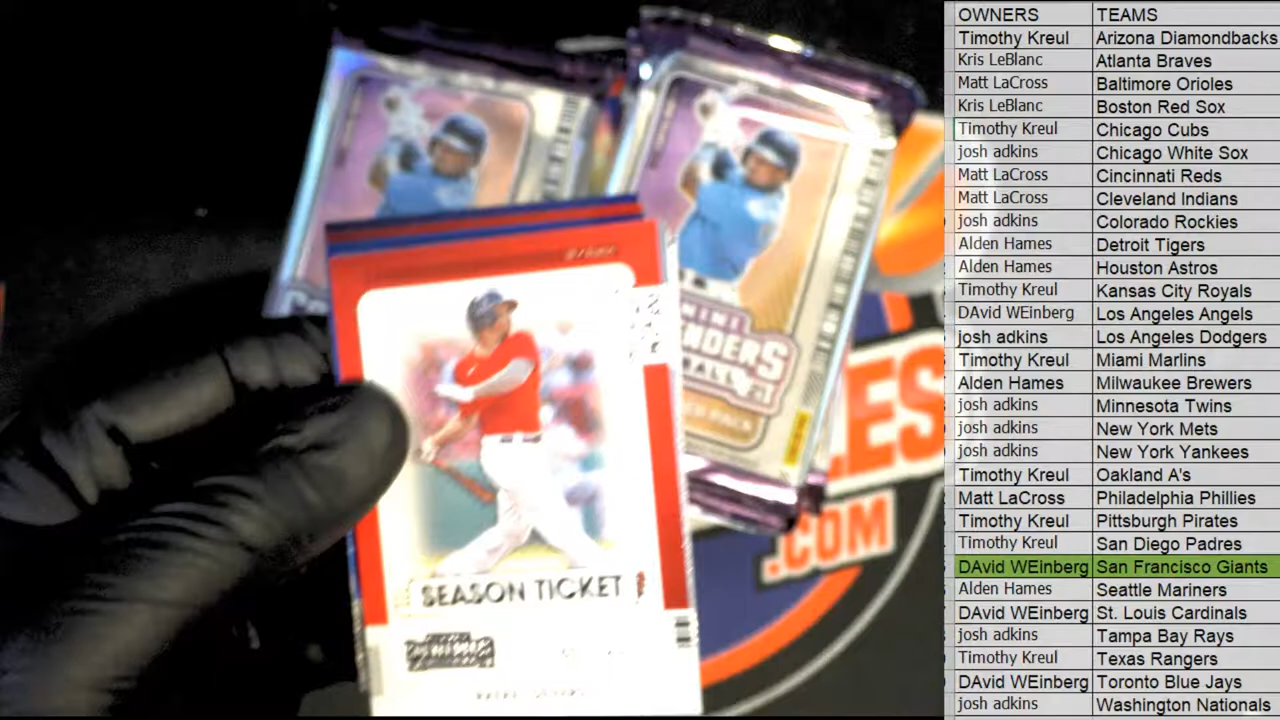 OWNERS TEAMS
Timothy Kreul Arizona Diamondbacks
Kris LeBlanc Atlanta Braves
Matt LaCross Baltimore Orioles
Kris LeBlanc Boston Red Sox
Timothy Kreul Chicago Cubs
josh adkins Chicago White Sox
Matt LaCross Cincinnati Reds
Matt LaCross Cleveland Indians
josh adkins Colorado Rockies
Alden Hames Detroit Tigers
Alden Hames Houston Astros
Timothy Kreul Kansas City Royals
DAvid WEinberg Los Angeles Angels
josh adkins Los Angeles Dodgers
Timothy Kreul Miami Marlins
Alden Hames Milwaukee Brewers
josh adkins Minnesota Twins
josh adkins New York Mets
josh adkins New York Yankees
Timothy Kreul Oakland A's
Matt LaCross Philadelphia Phillies
Timothy Kreul Pittsburgh Pirates
Timothy Kreul San Diego Padres
DAvid WEinberg San Francisco Giants
Alden Hames Seattle Mariners
DAvid WEinberg St. Louis Cardinals
josh adkins Tampa Bay Rays
Timothy Kreul Texas Rangers
DAvid WEinberg Toronto Blue Jays
josh adkins Washington Nationals
NDERS
ES
.COM
SEASON TICKET